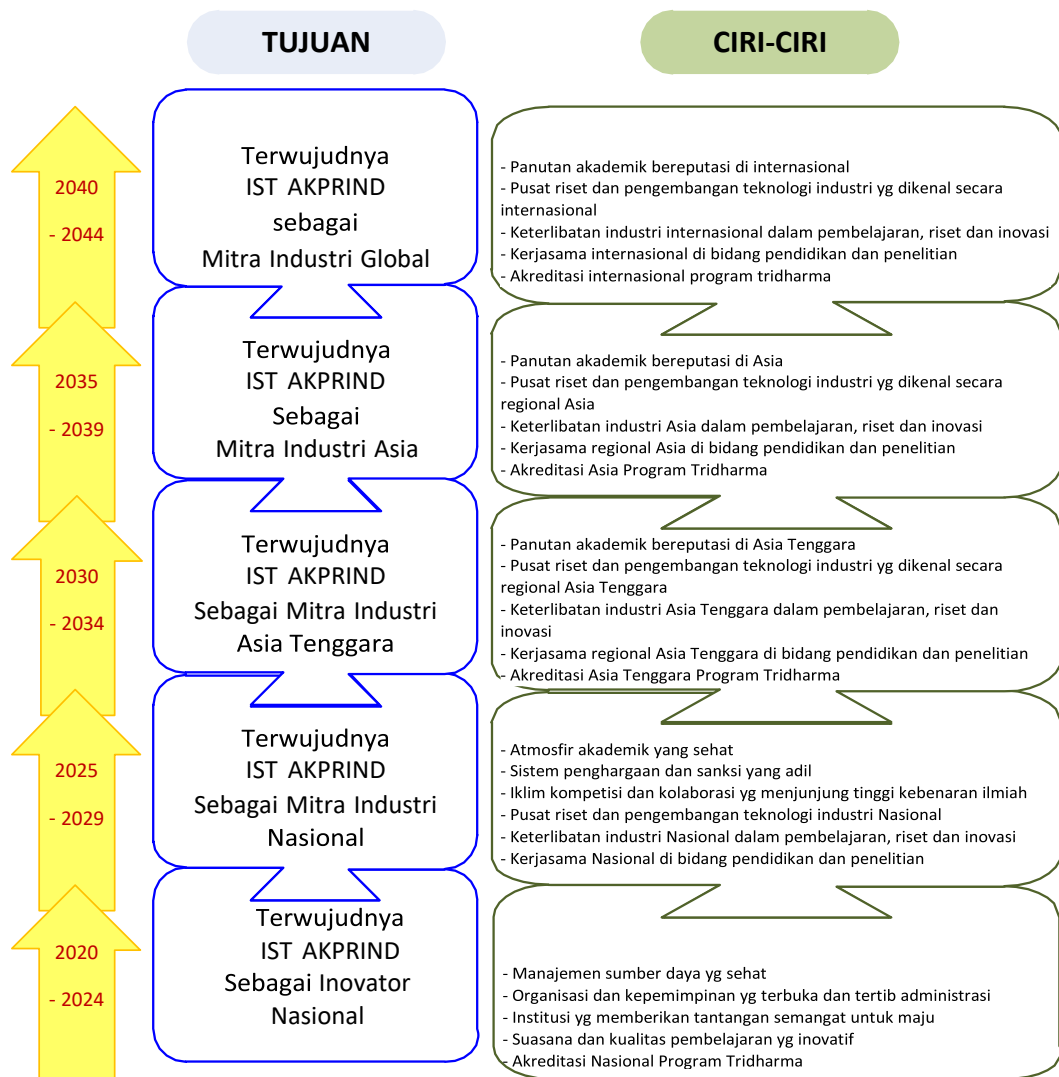 TUJUAN
CIRI-CIRI
2040
- 2044
Terwujudnya
IST AKPRIND
sebagai
Mitra Industri Global
- Panutan akademik bereputasi di internasional
- Pusat riset dan pengembangan teknologi industri yg dikenal secara
internasional
- Keterlibatan industri internasional dalam pembelajaran, riset dan inovasi
- Kerjasama internasional di bidang pendidikan dan penelitian
- Akreditasi internasional program tridharma
2035
- 2039
Terwujudnya
IST AKPRIND
Sebagai
Mitra Industri Asia
- Panutan akademik bereputasi di Asia
- Pusat riset dan pengembangan teknologi industri yg dikenal secara
regional Asia
- Keterlibatan industri Asia dalam pembelajaran, riset dan inovasi
- Kerjasama regional Asia di bidang pendidikan dan penelitian
- Akreditasi Asia Program Tridharma
2030
- 2034
Terwujudnya
IST AKPRIND
Sebagai Mitra Industri
Asia Tenggara
- Panutan akademik bereputasi di Asia Tenggara
- Pusat riset dan pengembangan teknologi industri yg dikenal secara
regional Asia Tenggara
- Keterlibatan industri Asia Tenggara dalam pembelajaran, riset dan
inovasi
- Kerjasama regional Asia Tenggara di bidang pendidikan dan penelitian
- Akreditasi Asia Tenggara Program Tridharma
2025
- 2029
Terwujudnya
IST AKPRIND
Sebagai Mitra Industri
Nasional
- Atmosfir akademik yang sehat
- Sistem penghargaan dan sanksi yang adil
- Iklim kompetisi dan kolaborasi yg menjunjung tinggi kebenaran ilmiah
- Pusat riset dan pengembangan teknologi industri Nasional
- Keterlibatan industri Nasional dalam pembelajaran, riset dan inovasi
- Kerjasama Nasional di bidang pendidikan dan penelitian
2020
- 2024
Terwujudnya
IST AKPRIND
Sebagai Inovator
Nasional
- Manajemen sumber daya yg sehat
- Organisasi dan kepemimpinan yg terbuka dan tertib administrasi
- Institusi yg memberikan tantangan semangat untuk maju
- Suasana dan kualitas pembelajaran yg inovatif
- Akreditasi Nasional Program Tridharma